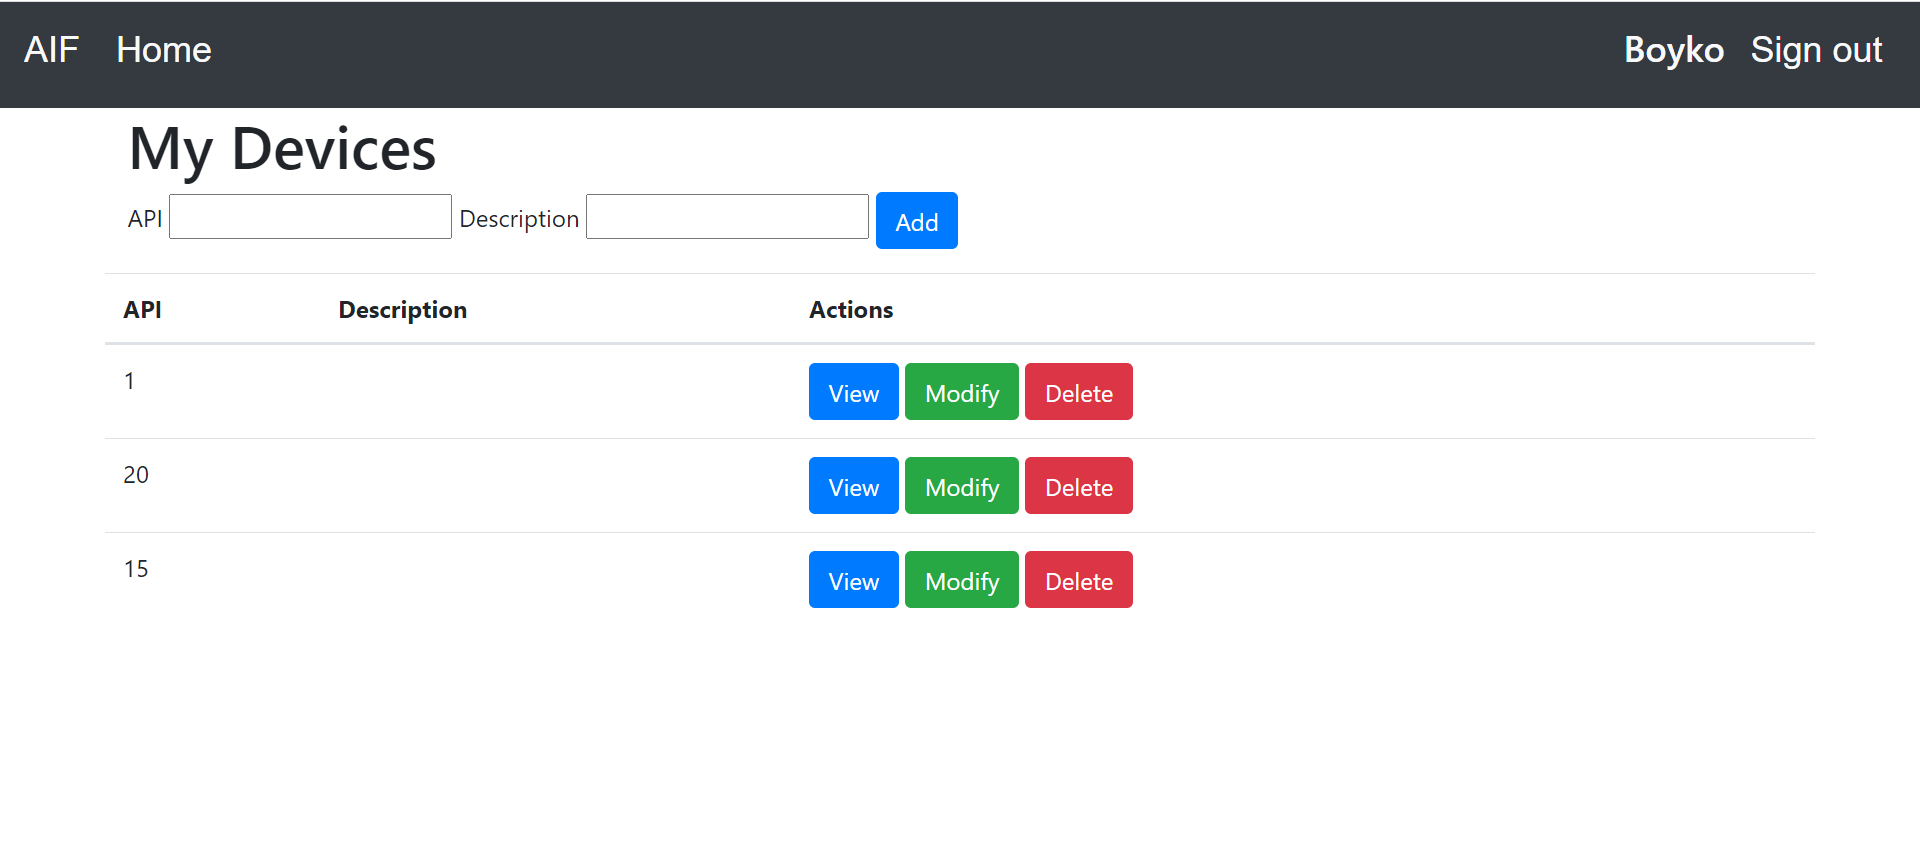 AIF Home Boyko Sign out
My Devices
API Description Add
API Description Actions
1 View Modify Delete
20 View Modify Delete
15 View Modify Delete